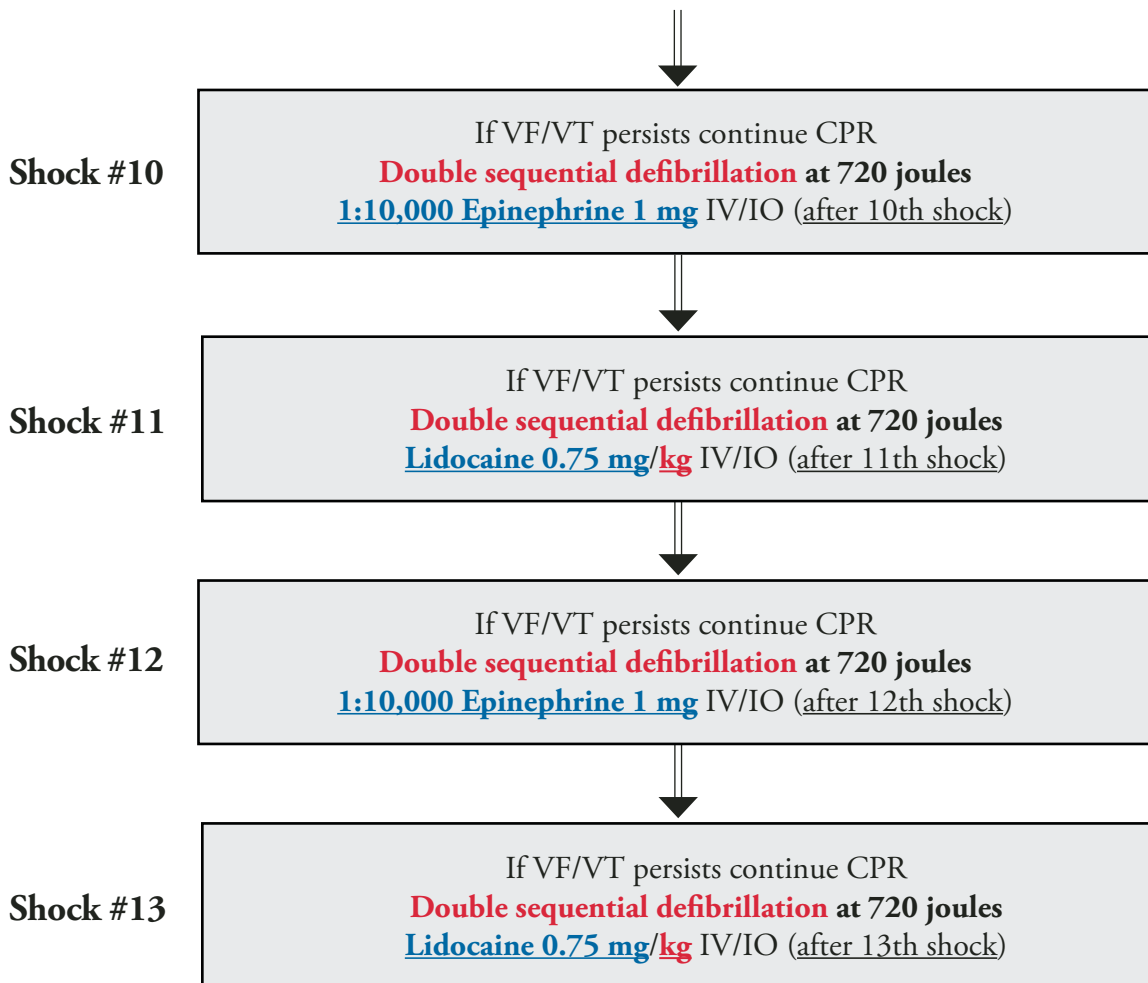 Shock #10
If VF/VT persists continue CPR
Double sequential defibrillation at 720 joules
1:10,000 Epinephrine 1 mg IV/IO (after 10th shock)
Shock #11
If VF/VT persists continue CPR
Double sequential defibrillation at 720 joules
Lidocaine 0.75 mg/kg IV/IO (after 11th shock)
Shock #12
If VF/VT persists continue CPR
Double sequential defibrillation at 720 joules
1:10,000 Epinephrine 1 mg IV/IO (after 12th shock)
Shock #13
If VF/VT persists continue CPR
Double sequential defibrillation at 720 joules
Lidocaine 0.75 mg/kg IV/IO (after 13th shock)